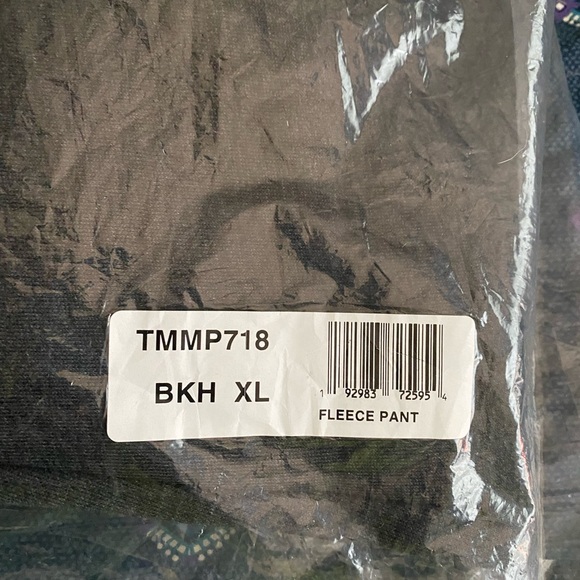 TMMP718
BKH XL
1 92983 72595 4
FLEECE PANT